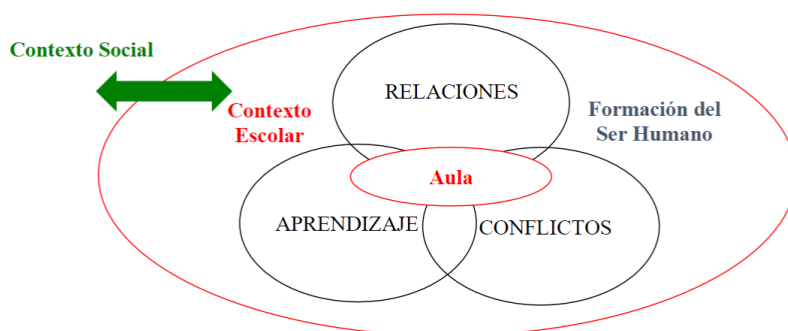 Contexto Social
RELACIONES
Contexto
Escolar
Formación del
Ser Humano
Aula
APRENDIZAJE
CONFLICTOS